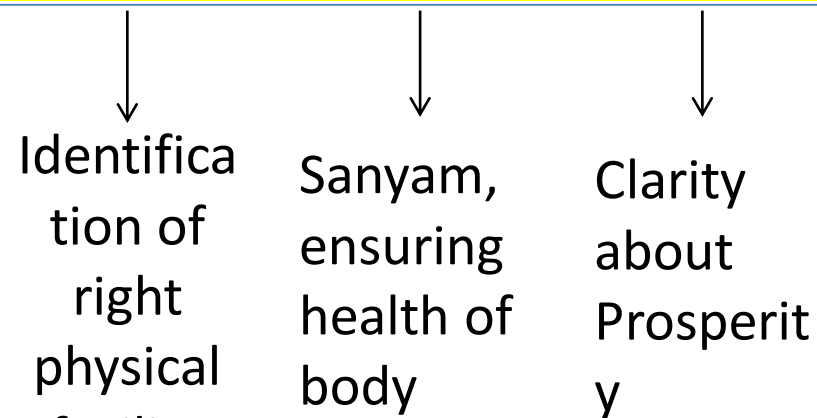 Identifica
tion of
right
physical
Sanyam,
ensuring
health of
body
Clarity
about
Prosperit
y